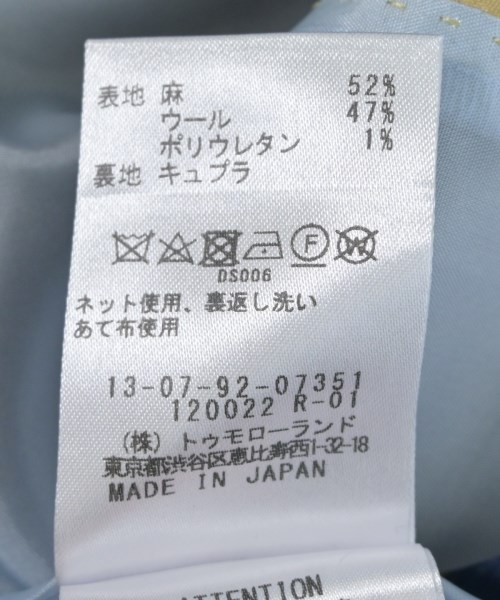 表地 麻 52%
ウール 47%
ポリウレタン 1%
裏地 キュプラ
F W
DS006
ネット使用、裏返し洗い
あて布使用
13-07-92-07351
120022 R-01
(株) トゥモローランド
東京都渋谷区恵比寿西1-32-18
MADE IN JAPAN
ATTENTION